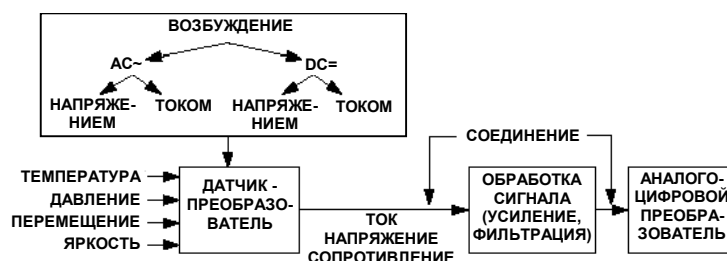 ВОЗБУЖДЕНИЕ
AC~ DC=
НАПРЯЖЕ-
НИЕМ
ТОКОМ
НАПРЯЖЕ-
НИЕМ
ТОКОМ
СОЕДИНЕНИЕ
ТЕМПЕРАТУРА
ДАВЛЕНИЕ
ПЕРЕМЕЩЕНИЕ
ЯРКОСТЬ
ДАТЧИК -
ПРЕОБРАЗО-
ВАТЕЛЬ
ТОК
НАПРЯЖЕНИЕ
СОПРОТИВЛЕНИЕ
ОБРАБОТКА
СИГНАЛА
(УСИЛЕНИЕ,
ФИЛЬТРАЦИЯ)
АНАЛОГО-
ЦИФРОВОЙ
ПРЕОБРА-
ЗОВАТЕЛЬ